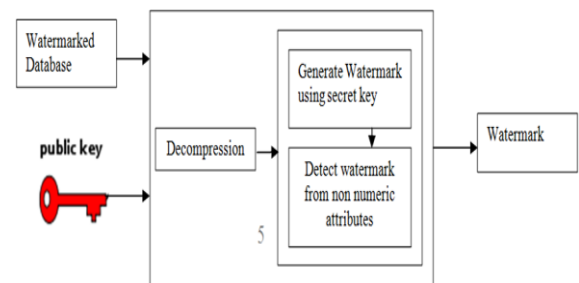 Watermarked
Database
public key
Decompression
Generate Watermark
using secret key
Detect watermark
from non numeric
attributes
5
Watermark